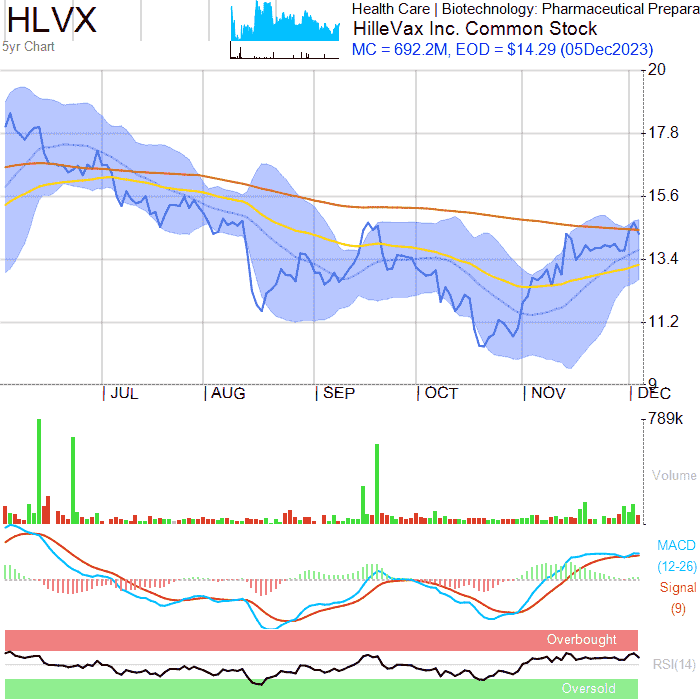 HLVX
5yr Chart
Health Care | Biotechnology: Pharmaceutical Prepara
HilleVax Inc. Common Stock
MC = 692.2M, EOD = $14.29 (05Dec2023)
20
17.8
15.6
13.4
11.2
9
JUL AUG SEP OCT NOV DEC
789k
Volume
MACD
(12-26)
Signal
(9)
Overbought
RSI(14)
Oversold